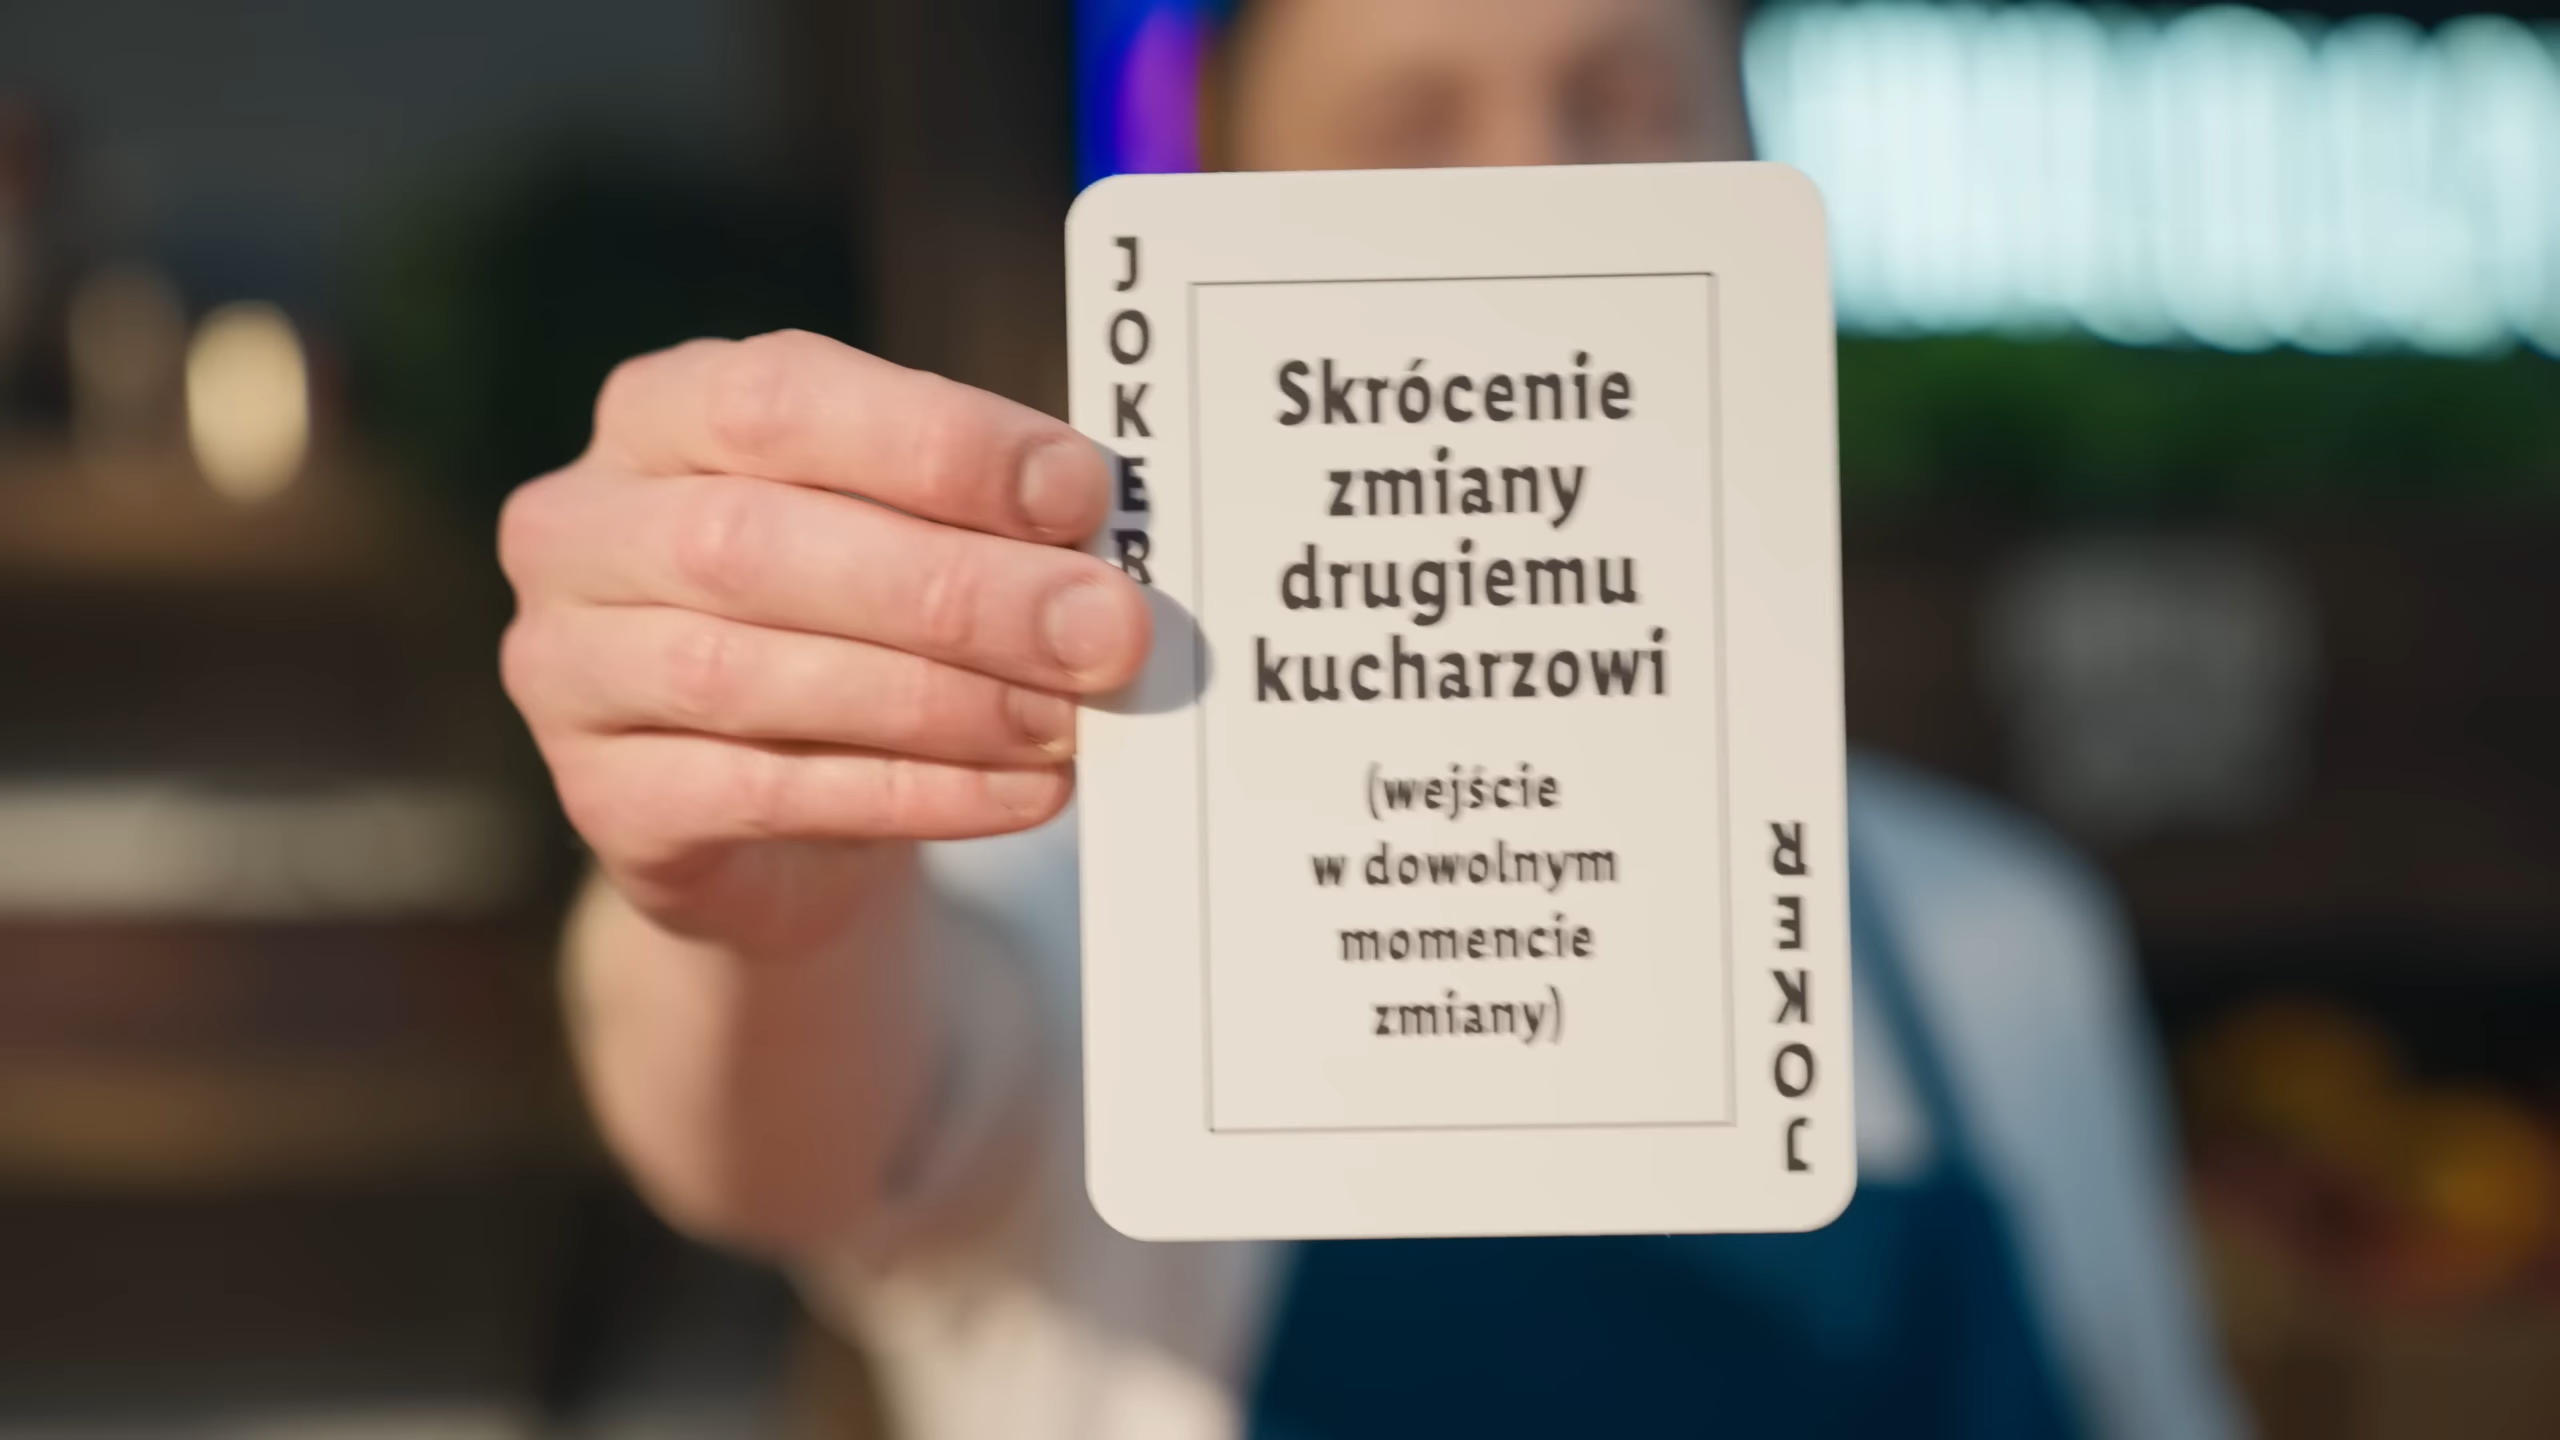 JOKER
Skrócenie
zmiany
drugiemu
kucharzowi
(wejście
w dowolnym
momencie
zmiany)
JOKER